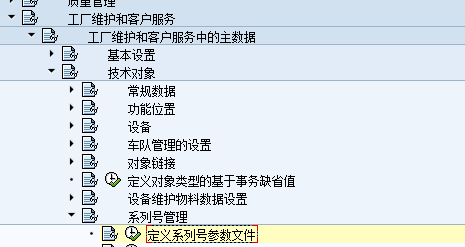 质量管理
工厂维护和客户服务
工厂维护和客户服务中的主数据
基本设置
技术对象
常规数据
功能位置
设备
车队管理的设置
对象链接
定义对象类型的基于事务缺省值
设备维护物料数据设置
系列号管理
定义系列号参数文件